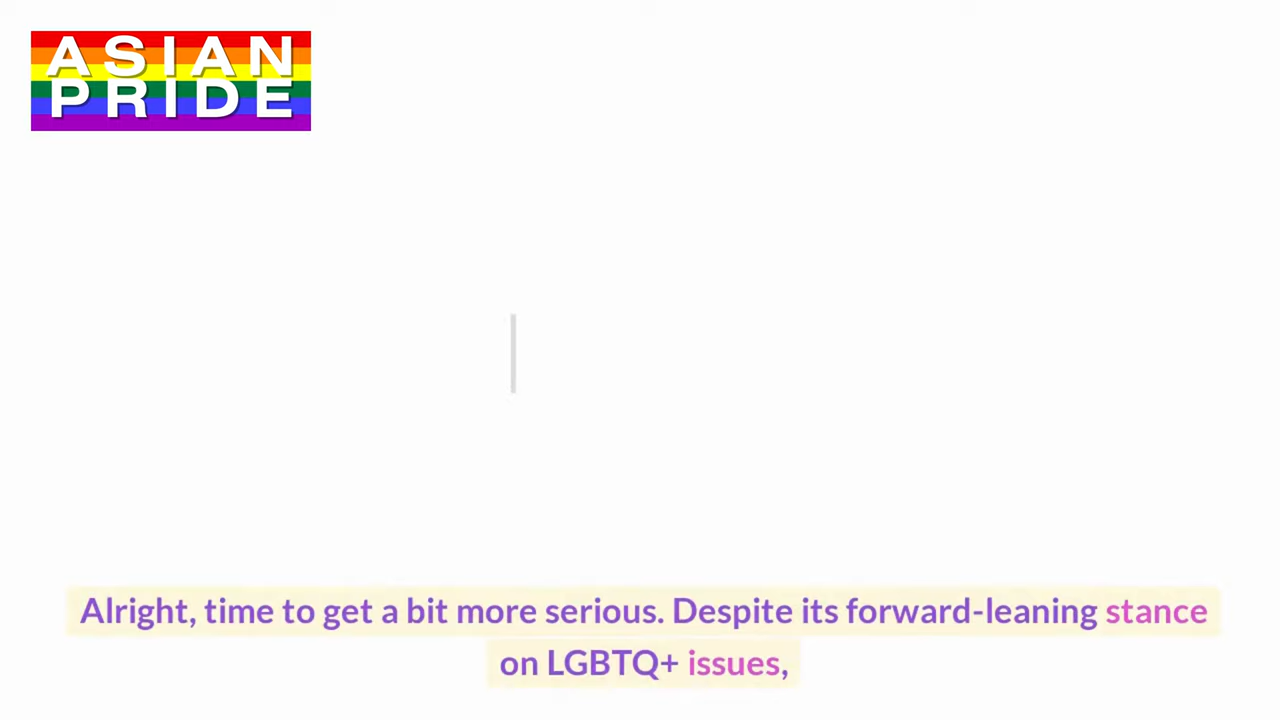 ASIAN
PRIDE
Alright, time to get a bit more serious. Despite its forward-leaning stance
on LGBTQ+ issues,